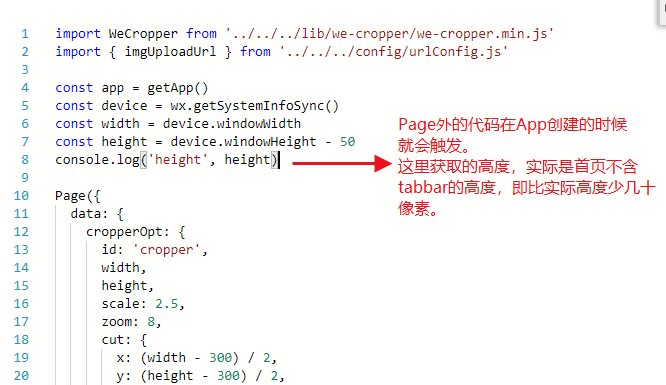 1 import WeCropper from '../../../lib/we-cropper/we-cropper.min.js'
2 import { imgUploadUrl } from '../../../config/urlConfig.js'
3
4 const app = getApp()
5 const device = wx.getSystemInfoSync()
6 const width = device.windowWidth
7 const height = device.windowHeight - 50
8 console.log('height', height)
9
10 Page({
11 data: {
12 cropperOpt: {
13 id: 'cropper',
14 width,
15 height,
16 scale: 2.5,
17 zoom: 8,
18 cut: {
19 x: (width - 300) / 2,
20 y: (height - 300) / 2,
Page外的代码在App创建的时候
就会触发。
这里获取的高度，实际是首页不含
tabbar的高度，即比实际高度少几十
像素。